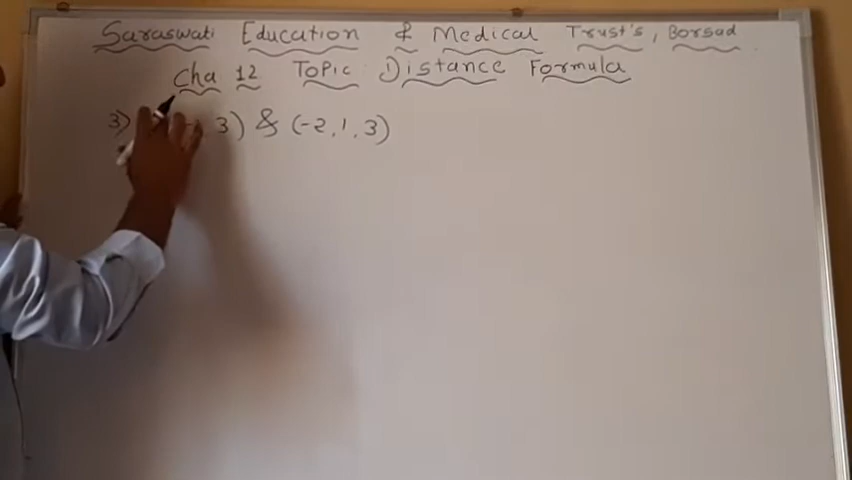 Saraswati Education & Medical Trust's, Borsad
Cha 12 Topic Distance Formula
3) 3) & (-2, 1, 3)